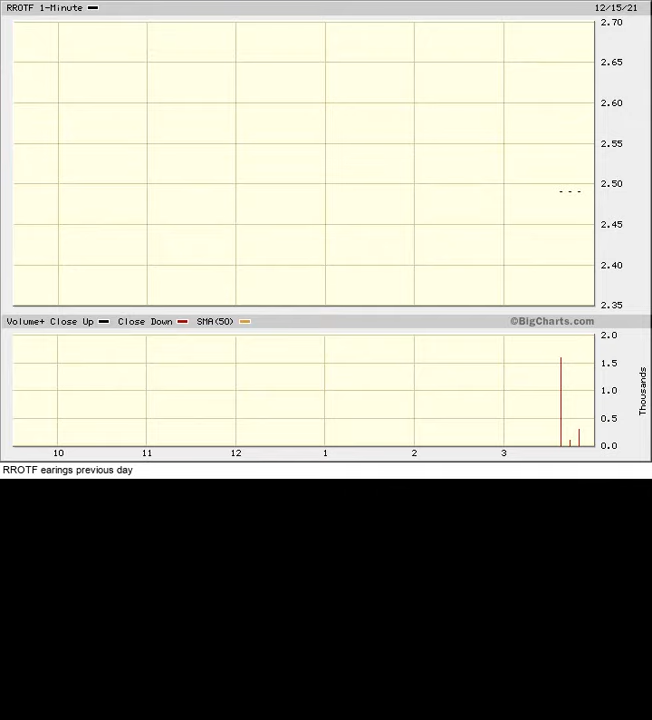 RROTF 1-Minute 12/15/21
2.70
2.65
2.60
2.55
2.50
2.45
2.40
2.35
Volume+ Close Up Close Down SMA(50) ©BigCharts.com
2.0
1.5
1.0
0.5
0.0
Thousands
10 11 12 1 2 3
RROTF earings previous day